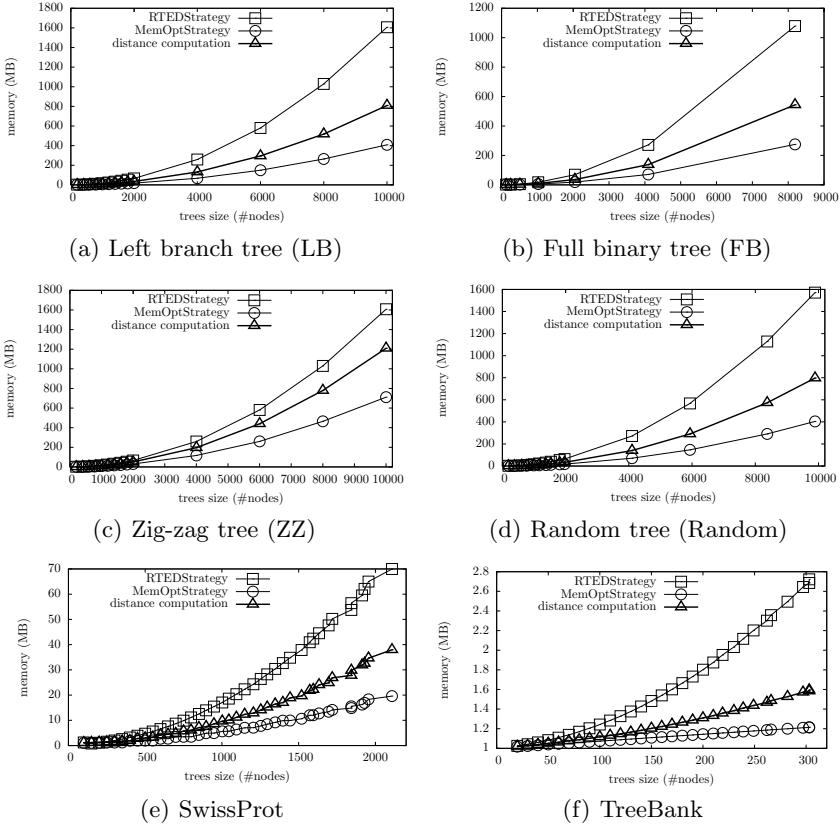 1800
1600
1400
1200
1000
800
600
400
200
0
memory (MB)
RTEDStrategy
MemOptStrategy
distance computation
0 2000 4000 6000 8000 10000
trees size (#nodes)
(a) Left branch tree (LB)
1200
1000
800
600
400
200
0
memory (MB)
RTEDStrategy
MemOptStrategy
distance computation
0 1000 2000 3000 4000 5000 6000 7000 8000 9000
trees size (#nodes)
(b) Full binary tree (FB)
1800
1600
1400
1200
1000
800
600
400
200
0
memory (MB)
RTEDStrategy
MemOptStrategy
distance computation
0 1000 2000 3000 4000 5000 6000 7000 8000 9000 10000
trees size (#nodes)
(c) Zig-zag tree (ZZ)
1600
1400
1200
1000
800
600
400
200
0
memory (MB)
RTEDStrategy
MemOptStrategy
distance computation
0 2000 4000 6000 8000 10000
trees size (#nodes)
(d) Random tree (Random)
70
60
50
40
30
20
10
0
memory (MB)
RTEDStrategy
MemOptStrategy
distance computation
0 500 1000 1500 2000
trees size (#nodes)
(e) SwissProt
2.8
2.6
2.4
2.2
2
1.8
1.6
1.4
1.2
1
memory (MB)
RTEDStrategy
MemOptStrategy
distance computation
0 50 100 150 200 250 300
trees size (#nodes)
(f) TreeBank